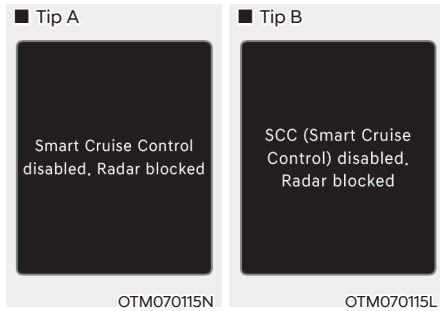 ■ Tip A
Smart Cruise Control
disabled. Radar blocked
OTM070115N
■ Tip B
SCC (Smart Cruise
Control) disabled.
Radar blocked
OTM070115L